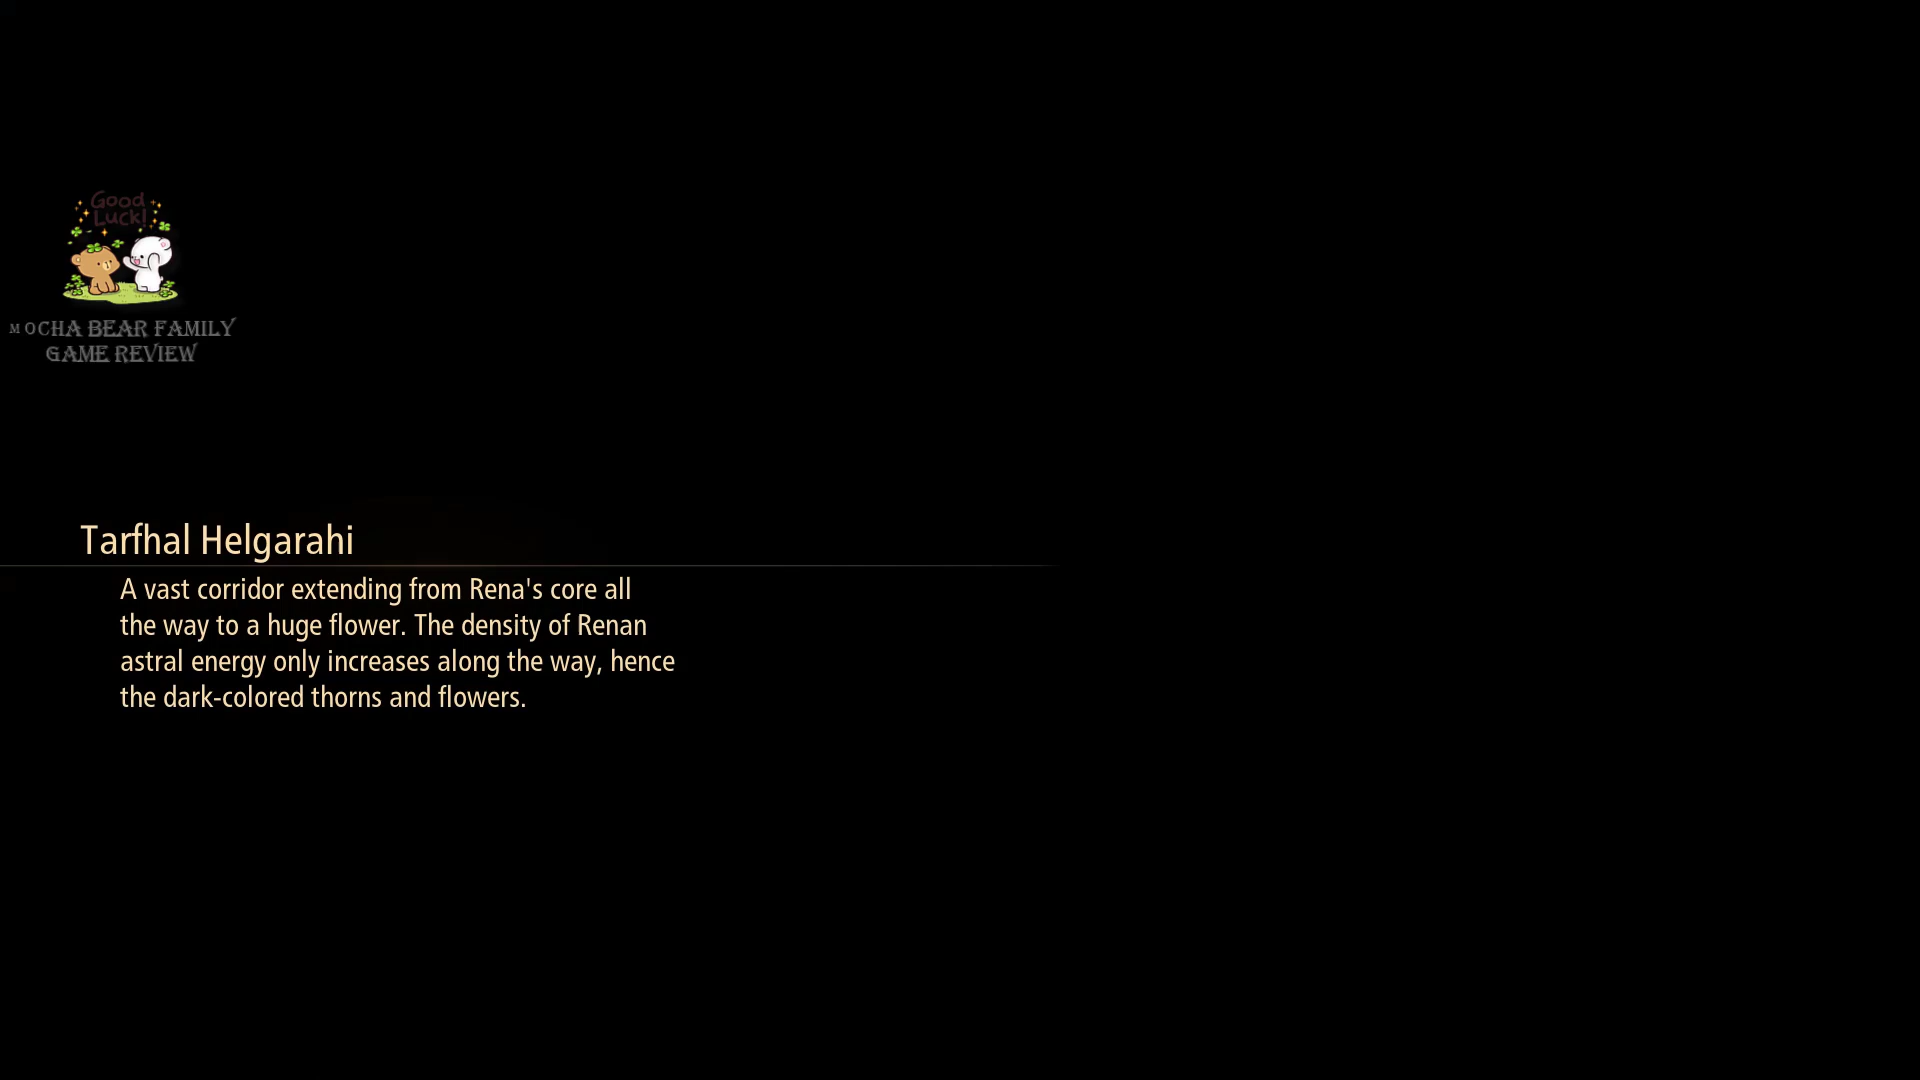 Good
Luck!
MOCHA BEAR FAMILY
GAME REVIEW
Tarfhal Helgarahi
A vast corridor extending from Rena's core all
the way to a huge flower. The density of Renan
astral energy only increases along the way, hence
the dark-colored thorns and flowers.